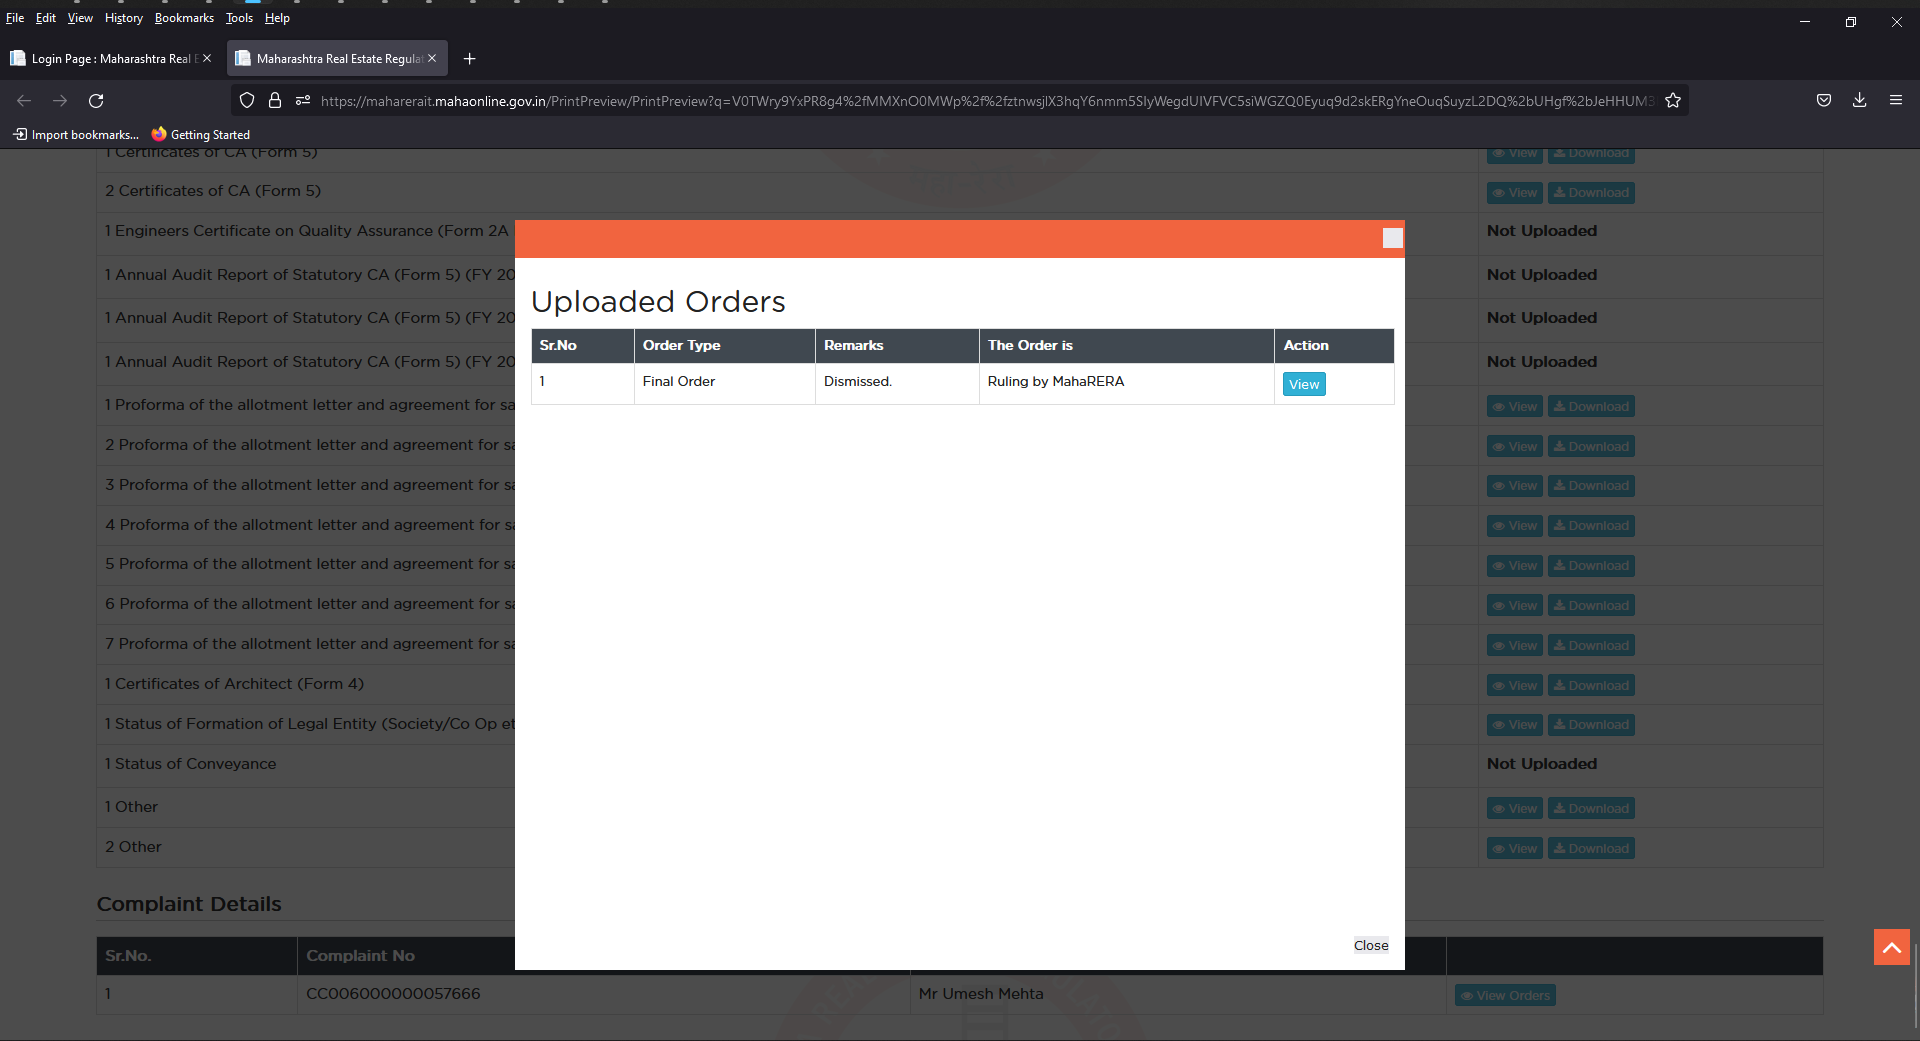 File Edit View History Bookmarks Tools Help
Login Page : Maharashtra Real E
Maharashtra Real Estate Regulat
https://maharerait.mahaonline.gov.in/PrintPreview/PrintPreview?q=
Import bookmarks... Getting Started
1 Certificates of CA (Form 5) View Download
2 Certificates of CA (Form 5) View Download
1 Engineers Certificate on Quality Assurance (Form 2A Not Uploaded
1 Annual Audit Report of Statutory CA (Form 5) (FY 20 Not Uploaded
1 Annual Audit Report of Statutory CA (Form 5) (FY 20 Not Uploaded
1 Annual Audit Report of Statutory CA (Form 5) (FY 20 Not Uploaded
1 Proforma of the allotment letter and agreement for sa View Download
2 Proforma of the allotment letter and agreement for sa View Download
3 Proforma of the allotment letter and agreement for sa View Download
4 Proforma of the allotment letter and agreement for sa View Download
5 Proforma of the allotment letter and agreement for sa View Download
6 Proforma of the allotment letter and agreement for sa View Download
7 Proforma of the allotment letter and agreement for sa View Download
1 Certificates of Architect (Form 4) View Download
1 Status of Formation of Legal Entity (Society/Co Op et View Download
1 Status of Conveyance Not Uploaded
1 Other View Download
2 Other View Download
Uploaded Orders
Sr.No Order Type Remarks The Order is Action
1 Final Order Dismissed. Ruling by MahaRERA View
Close
Complaint Details
Sr.No. Complaint No
1 CC006000000057666 Mr Umesh Mehta View Orders